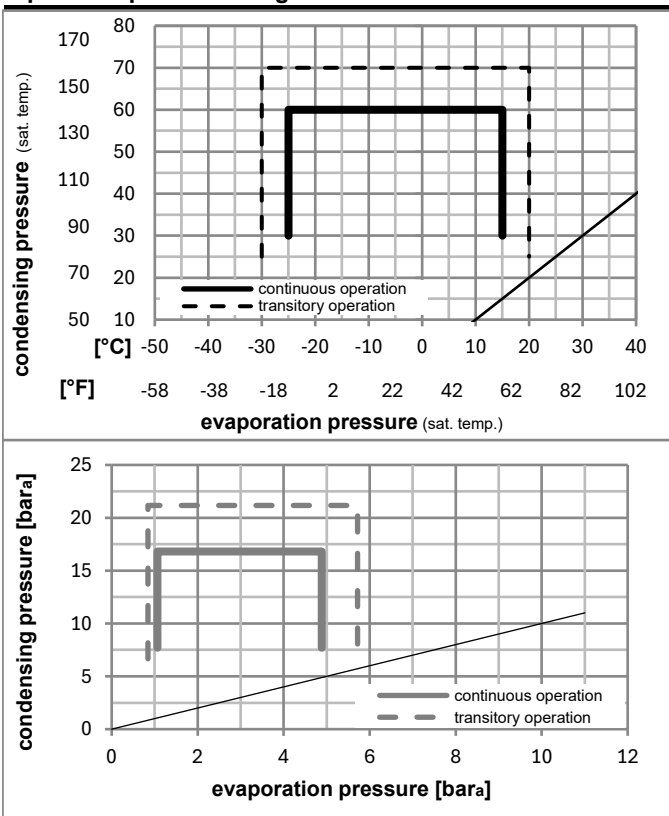 170 80
70
150 60
130 50
110 40
90 30
70 20
50 10
condensing pressure (sat. temp.)
continuous operation
transitory operation
[°C] -50 -40 -30 -20 -10 0 10 20 30 40
[°F] -58 -38 -18 2 22 42 62 82 102
evaporation pressure (sat. temp.)
25
20
15
10
5
0
condensing pressure [bara]
continuous operation
transitory operation
0 2 4 6 8 10 12
evaporation pressure [bara]